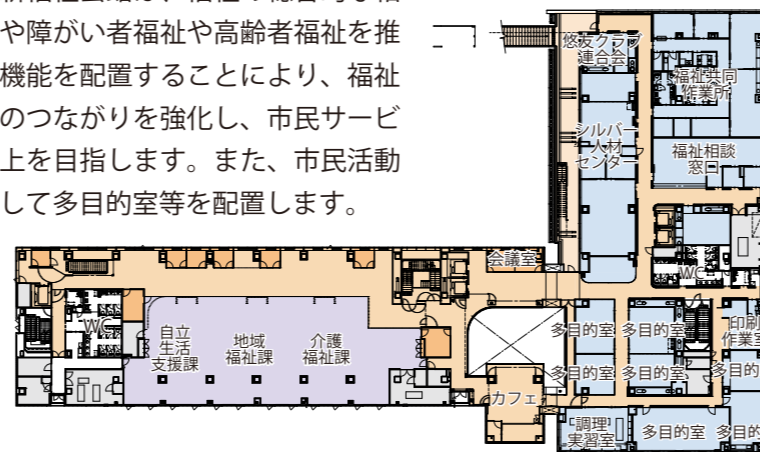 や障がい者福祉や高齢者福祉を推
機能を配置することにより、福祉
のつながりを強化し、市民サービ
上を目指します。また、市民活動
して多目的室等を配置します。
悠友クラブ
連合会
福祉共同
作業所
シルバー
人材
センター
福祉相談
窓口
WC
会議室
WC
自立
生活
支援課
地域
福祉課
介護
福祉課
多目的室
多目的室
印刷
作業室
多目的室
多目的室
多目的
カフェ
調理
実習室
多目的室
多目的